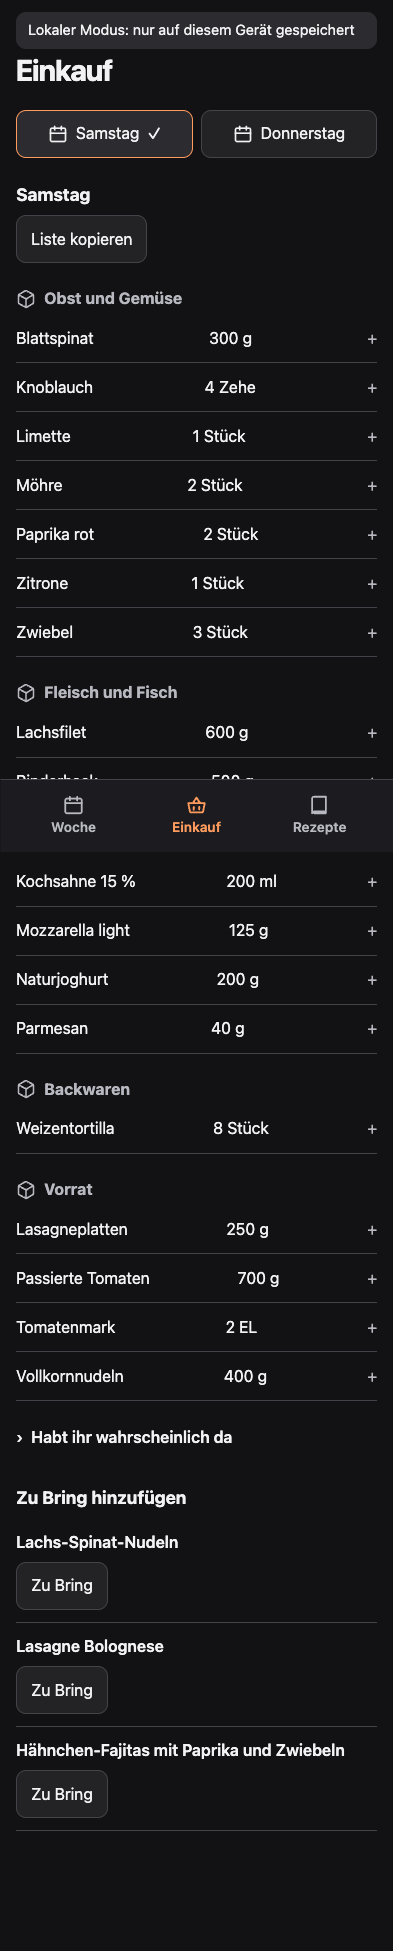 Lokaler Modus: nur auf diesem Gerät gespeichert
Einkauf
Samstag ✓
Donnerstag
Samstag
Liste kopieren
Obst und Gemüse
Blattspinat 300 g +
Knoblauch 4 Zehe +
Limette 1 Stück +
Möhre 2 Stück +
Paprika rot 2 Stück +
Zitrone 1 Stück +
Zwiebel 3 Stück +
Fleisch und Fisch
Lachsfilet 600 g +
Woche
Einkauf
Rezepte
Kochsahne 15 % 200 ml +
Mozzarella light 125 g +
Naturjoghurt 200 g +
Parmesan 40 g +
Backwaren
Weizentortilla 8 Stück +
Vorrat
Lasagneplatten 250 g +
Passierte Tomaten 700 g +
Tomatenmark 2 EL +
Vollkornnudeln 400 g +
› Habt ihr wahrscheinlich da
Zu Bring hinzufügen
Lachs-Spinat-Nudeln
Zu Bring
Lasagne Bolognese
Zu Bring
Hähnchen-Fajitas mit Paprika und Zwiebeln
Zu Bring